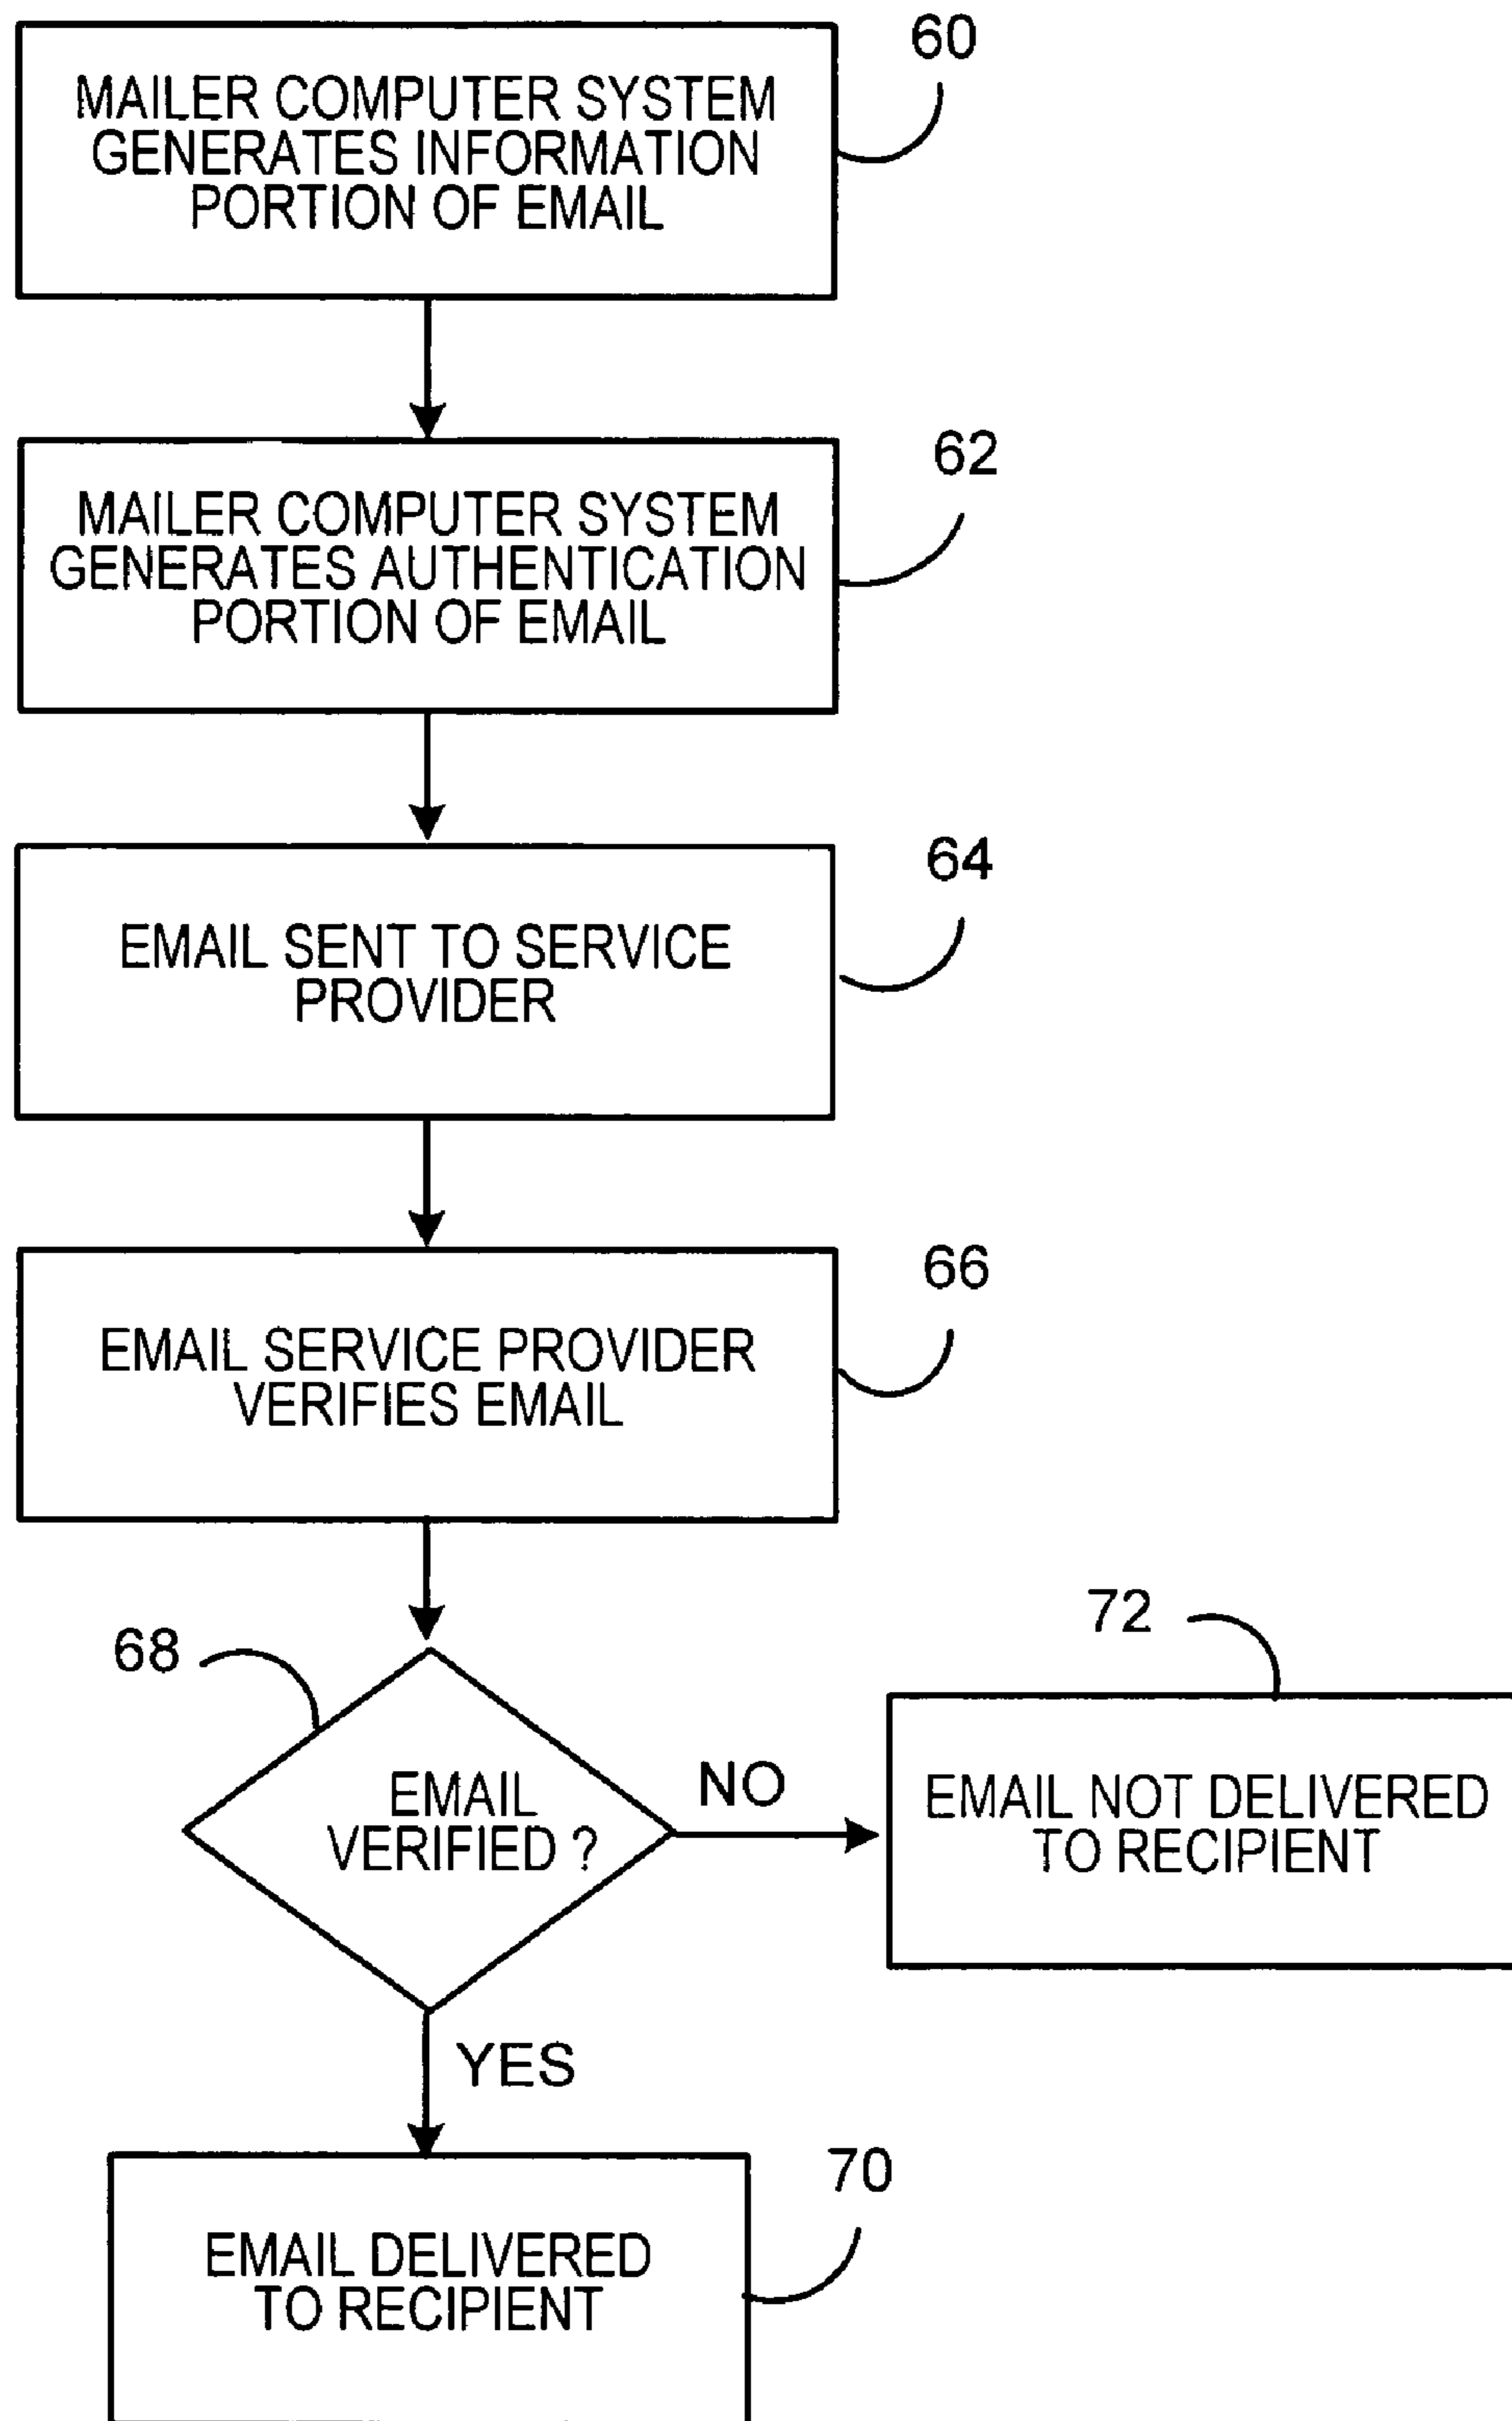 60
MAILER COMPUTER SYSTEM
GENERATES INFORMATION
PORTION OF EMAIL
62
MAILER COMPUTER SYSTEM
GENERATES AUTHENTICATION
PORTION OF EMAIL
64
EMAIL SENT TO SERVICE
PROVIDER
66
EMAIL SERVICE PROVIDER
VERIFIES EMAIL
68
EMAIL
VERIFIED ?
NO
72
EMAIL NOT DELIVERED
TO RECIPIENT
YES
70
EMAIL DELIVERED
TO RECIPIENT